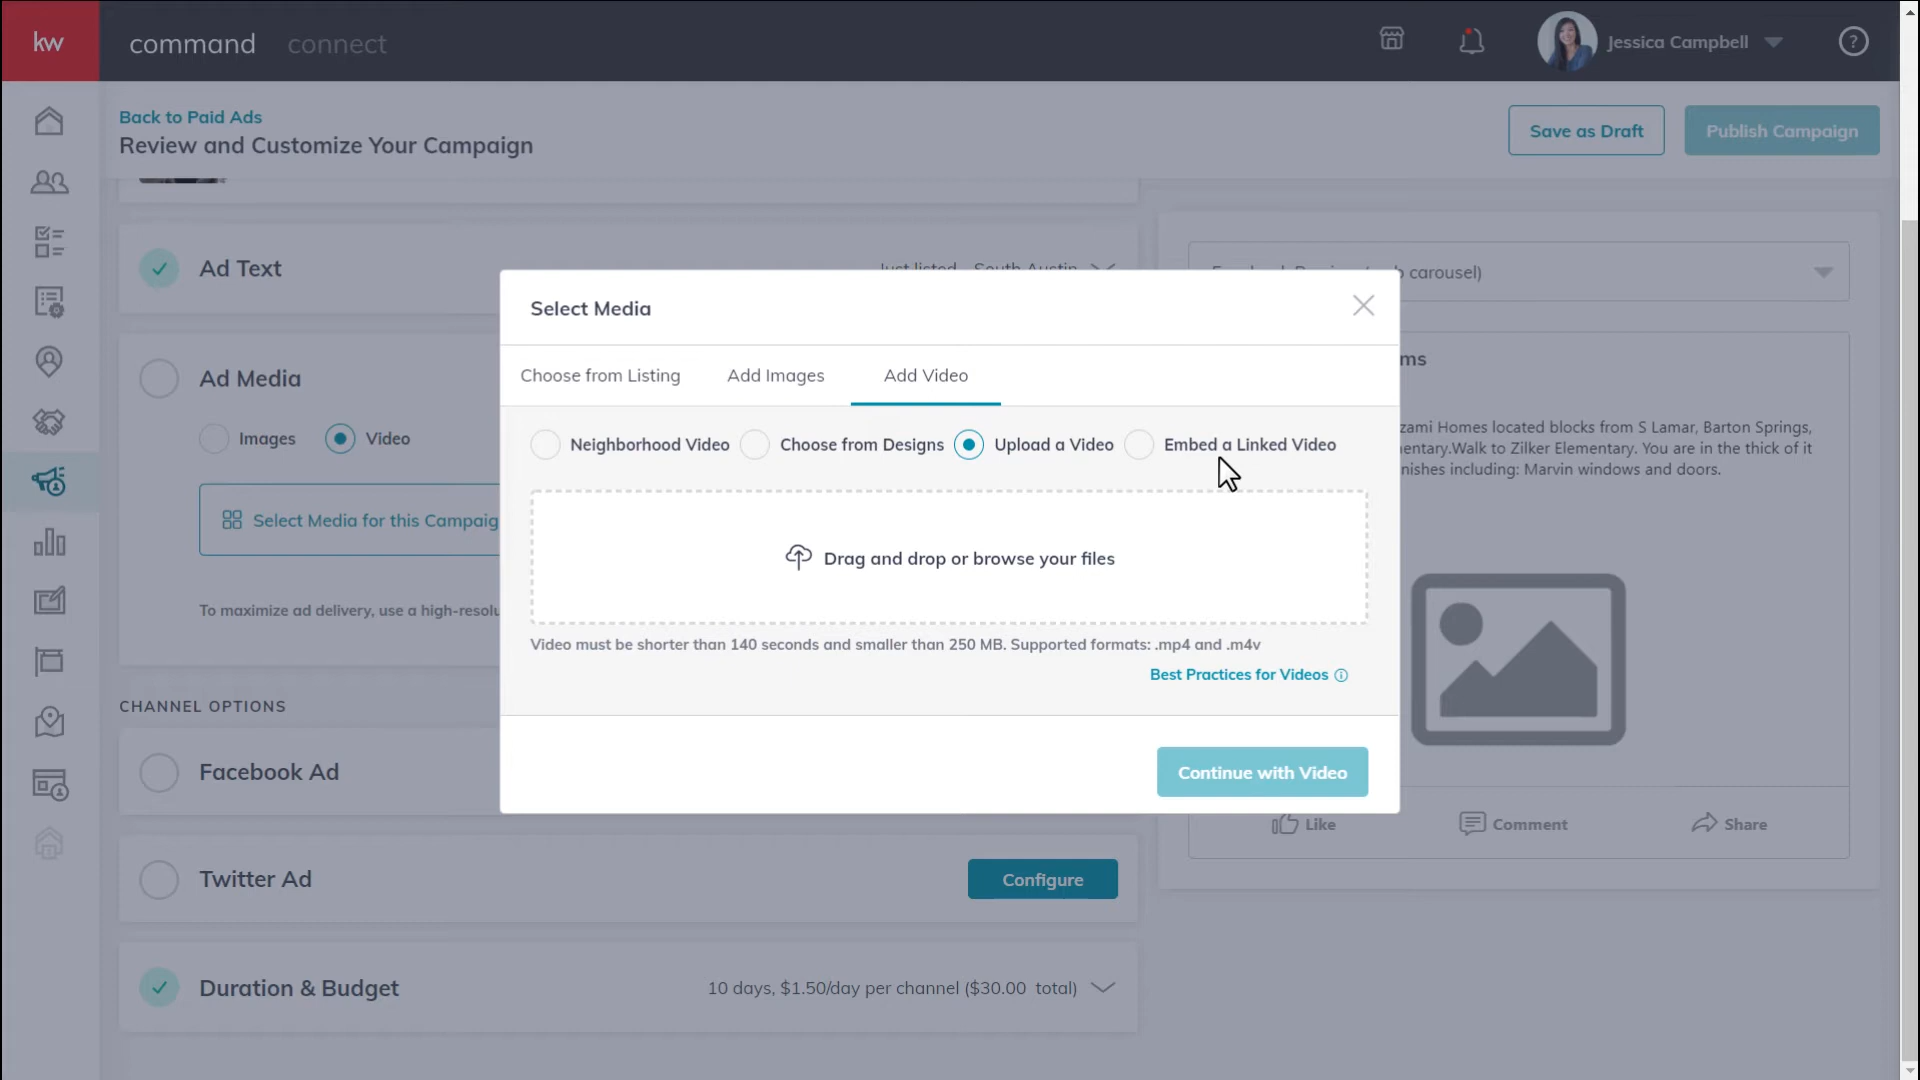 kw
command connect
Jessica Campbell
?
Back to Paid Ads
Review and Customize Your Campaign
Save as Draft
Publish Campaign
Ad Text
Just listed - South Austin
carousel)
Select Media
Choose from Listing
Add Images
Add Video
Ad Media
Images
Video
Neighborhood Video
Choose from Designs
Upload a Video
Embed a Linked Video
ms
zami Homes located blocks from S Lamar, Barton Springs,
entary.Walk to Zilker Elementary. You are in the thick of it
nishes including: Marvin windows and doors.
Select Media for this Campaig
Drag and drop or browse your files
To maximize ad delivery, use a high-resolu
Video must be shorter than 140 seconds and smaller than 250 MB. Supported formats: .mp4 and .m4v
Best Practices for Videos
CHANNEL OPTIONS
Facebook Ad
Continue with Video
Like
Comment
Share
Twitter Ad
Configure
Duration & Budget
10 days, $1.50/day per channel ($30.00 total)